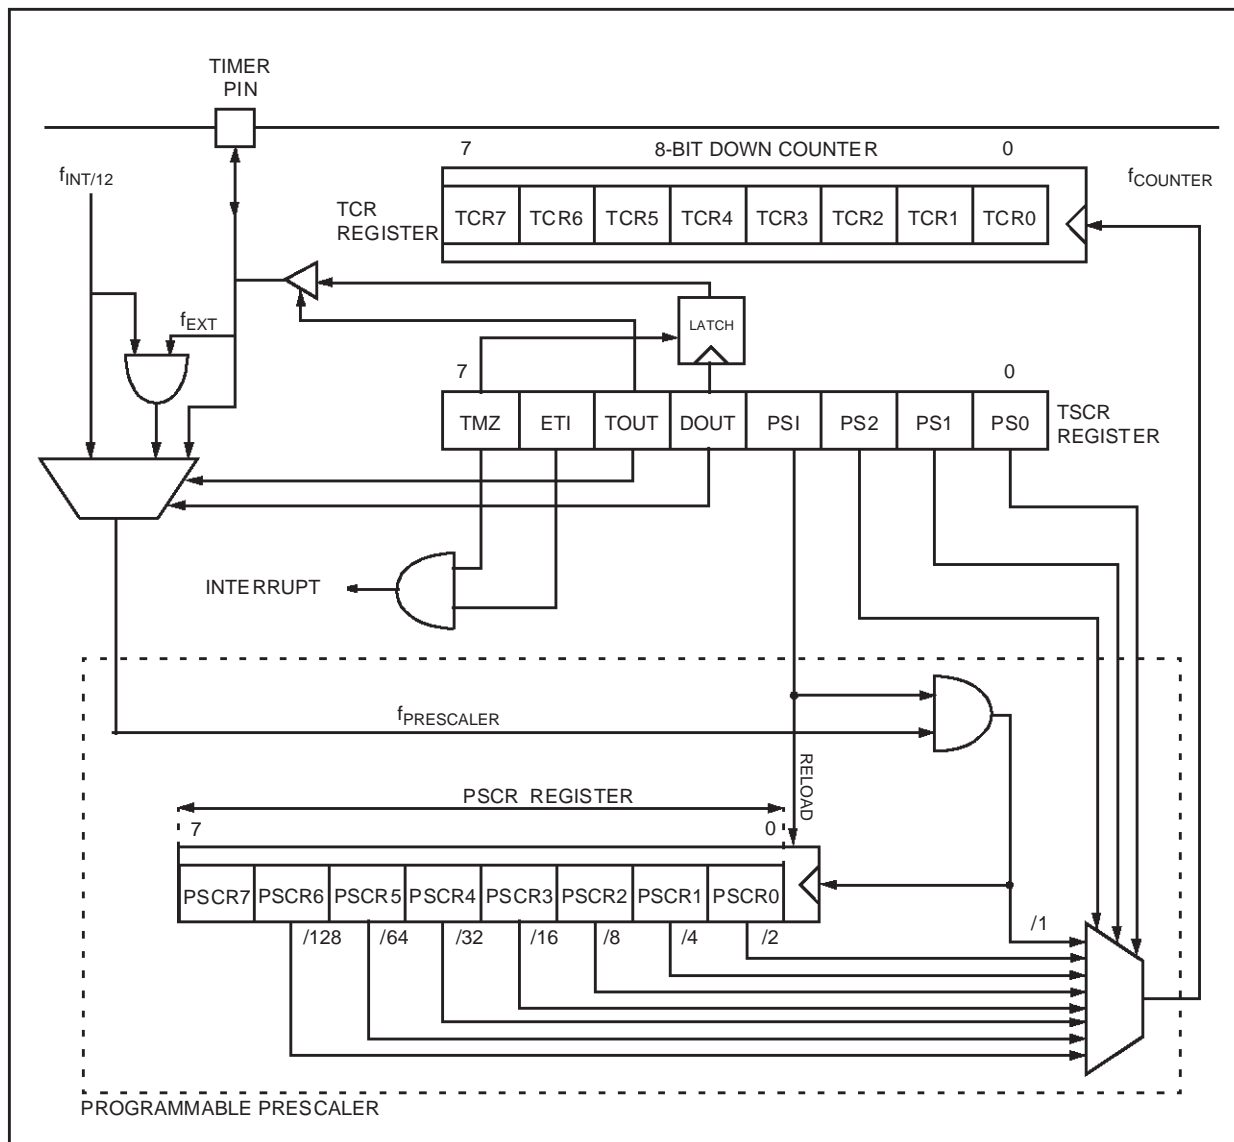 TIMER
PIN
7 8-BIT DOWN COUNTER 0
fINT/12
fCOUNTER
TCR
REGISTER
TCR7 TCR6 TCR5 TCR4 TCR3 TCR2 TCR1 TCR0
fEXT
LATCH
7 0
TMZ ETI TOUT DOUT PSI PS2 PS1 PS0
TSCR
REGISTER
INTERRUPT
fPRESCALER
RELOAD
PSCR REGISTER
7 0
PSCR7 PSCR6 PSCR5 PSCR4 PSCR3 PSCR2 PSCR1 PSCR0
/128 /64 /32 /16 /8 /4 /2 /1
PROGRAMMABLE PRESCALER